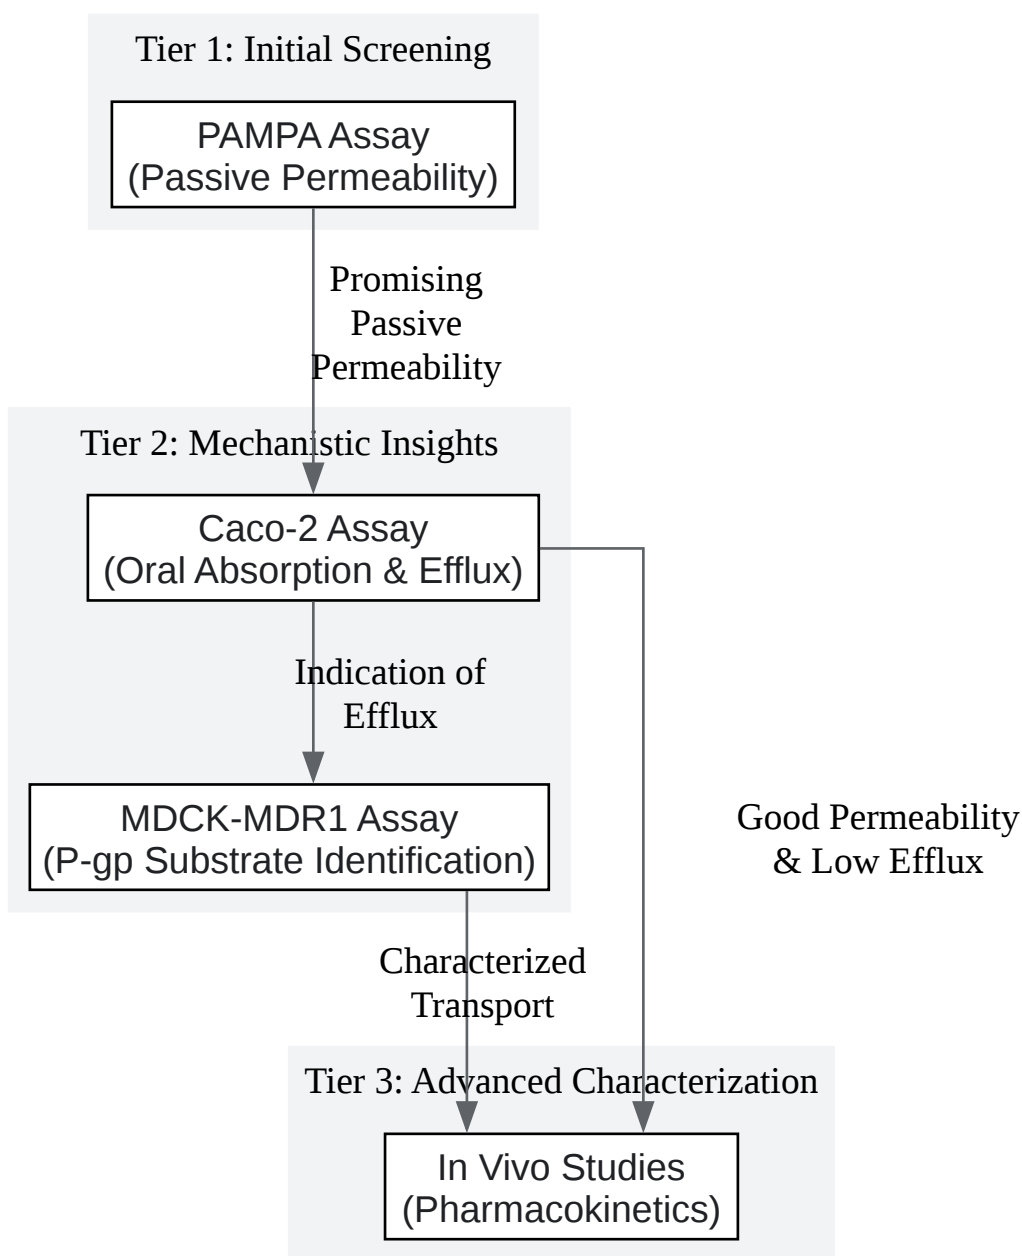 Tier 1: Initial Screening
PAMPA Assay
(Passive Permeability)
Promising
Passive
Permeability
Tier 2: Mechanistic Insights
Caco-2 Assay
(Oral Absorption & Efflux)
Indication of
Efflux
MDCK-MDR1 Assay
(P-gp Substrate Identification)
Good Permeability
& Low Efflux
Characterized
Transport
Tier 3: Advanced Characterization
In Vivo Studies
(Pharmacokinetics)